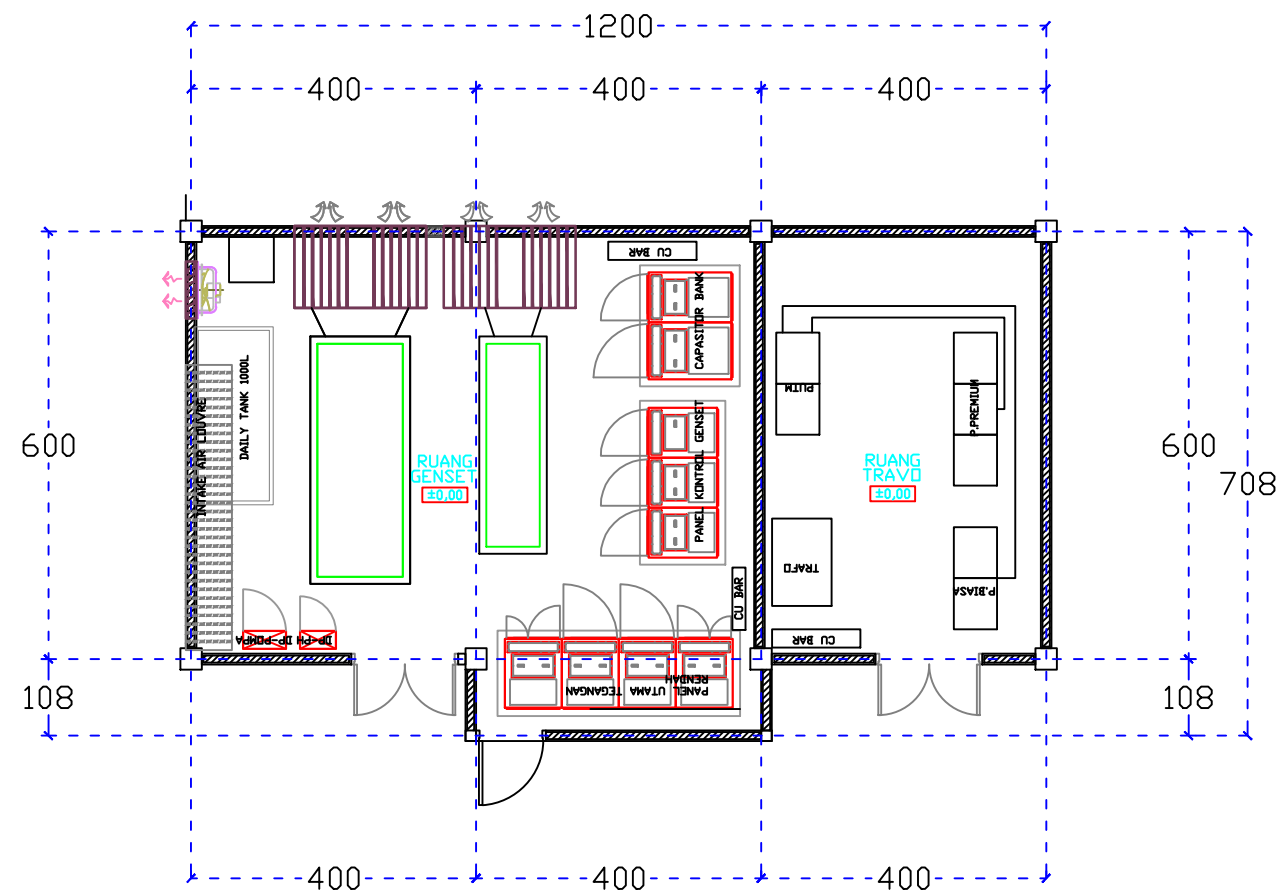 1200
400
400
400
CU BAR
CAPASITOR BANK
DAILY TANK 1000L
INTAKE AIR LOUVRE
PUTM
P.PREMIUM
PANEL KONTROL GENSET
600
600
708
RUANG
GENSET
±0,00
RUANG
TRAVO
±0,00
TRAFO
P.BIASA
CU BAR
CU BAR
DP-POMPA
DP-PH
PANEL UTAMA TEGANGAN
RENDAH
108
108
400
400
400